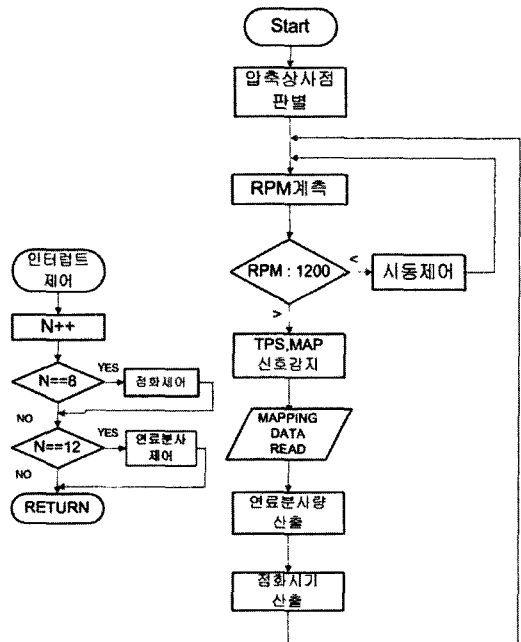 Start
압축상사점
판별
RPM계측
RPM : 1200
<
시동제어
>
TPS,MAP
신호감지
MAPPING
DATA
READ
연료분사량
산출
점화시기
산출
인터럽트
제어
N++
N==8
YES
점화제어
NO
N==12
YES
연료분사
제어
NO
RETURN